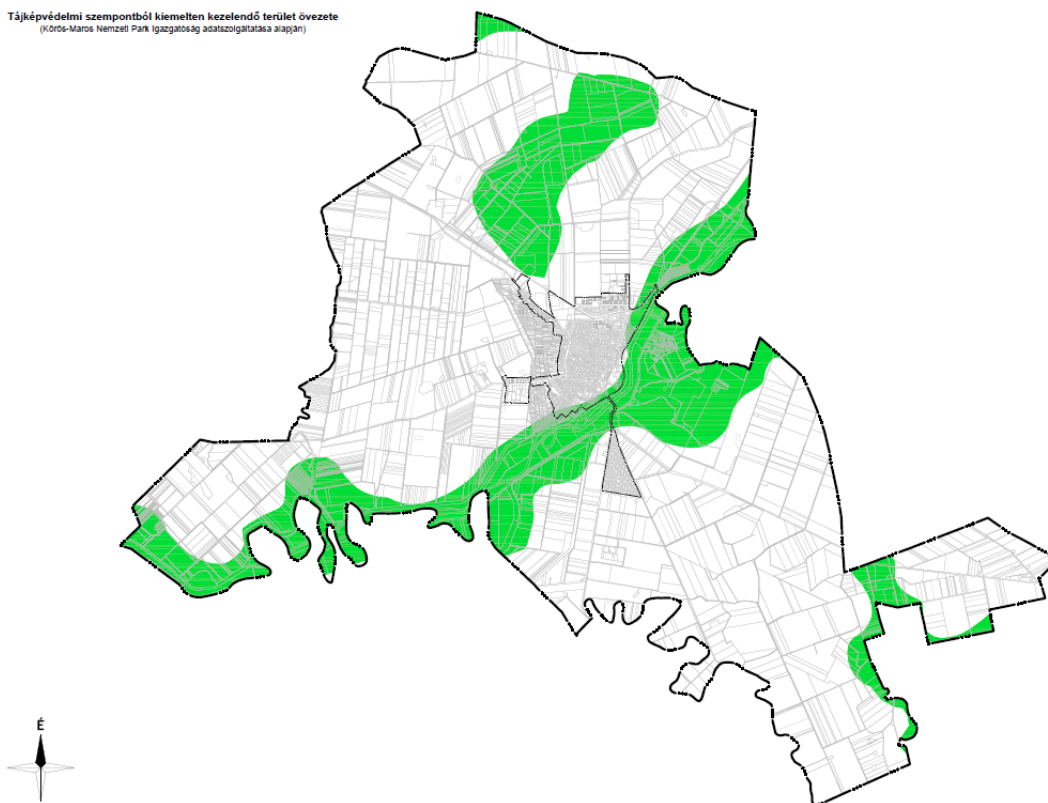 Tájképvédelmi szempontból kiemelten kezelendő terület övezete
(Körös-Maros Nemzeti Park Igazgatóság adatszolgáltatása alapján)
É